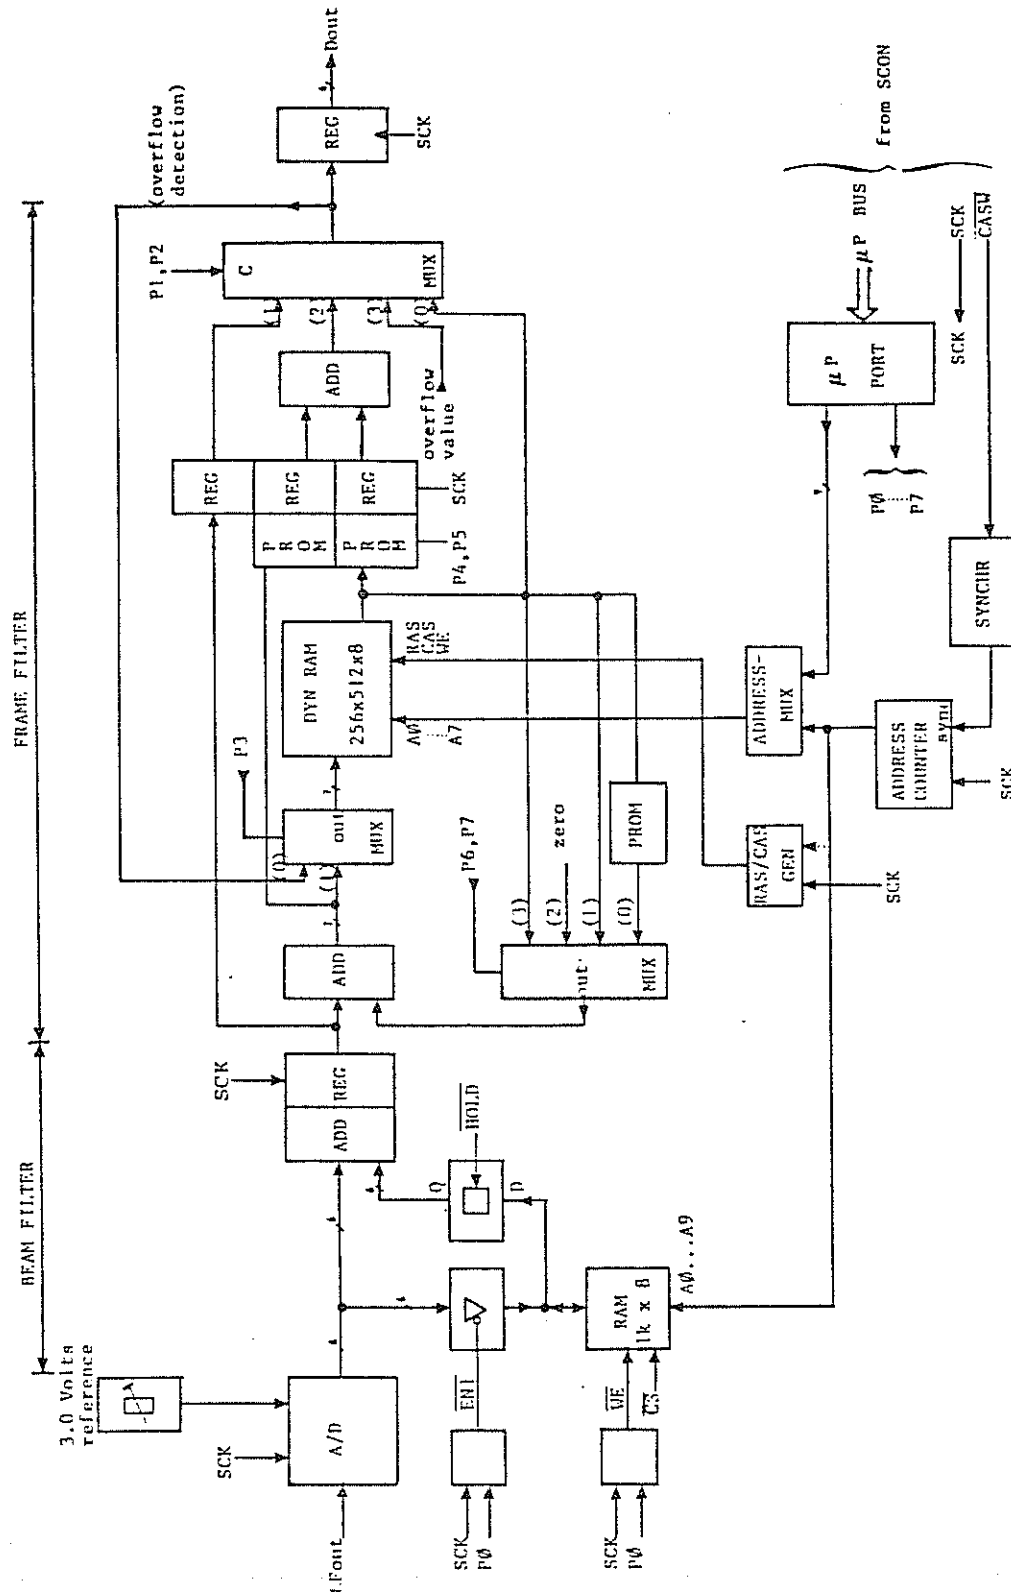 BEAM FILTER
FRAME FILTER
3.0 Volts
reference
SCK
A/D
SCK
ADD
REG
ADD
(0)
(1)
out
MUX
P3
DYN RAM
256x512x8
A0 ..... A7
RAS
CAS
WE
PROM
PROM
P4,P5
REG
REG
REG
SCK
ADD
overflow
value
(1)
(2)
(3)
(0)
C
MUX
P1,P2
(overflow
detection)
REG
SCK
Dout
Q
D
HOLD
EN1
SCK
P0
RAM
1k x 8
A0...A9
WE
CS
SCK
P0
P6,P7
(3)
(2)
zero
(1)
(0)
MUX
PROM
RAS/CAS
GEN
SCK
ADDRESS-
MUX
ADDRESS
COUNTER
SCK
SYNCHR
µP
PORT
P0 ..... P7
µP BUS
SCK
SCK
CASW
from SCON